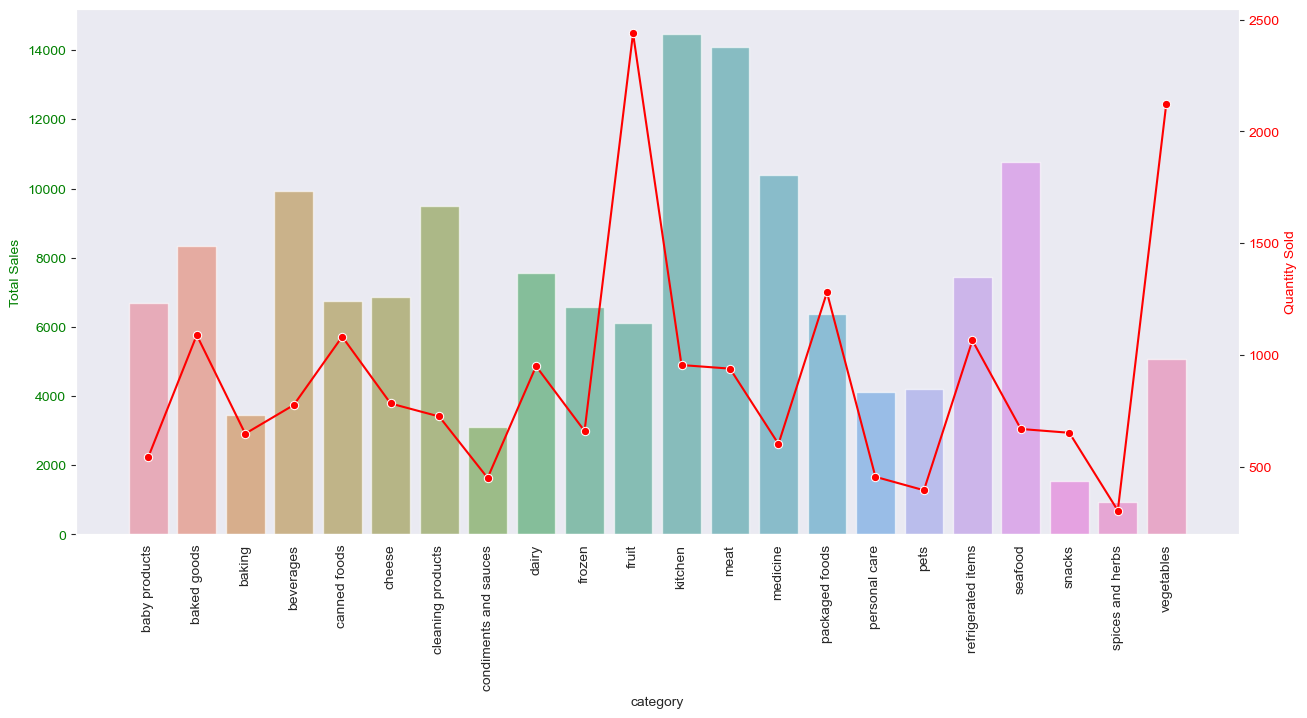 Total Sales
14000
12000
10000
8000
6000
4000
2000
0
2500
2000
1500
1000
500
Quantity Sold
baby products
baked goods
baking
beverages
canned foods
cheese
cleaning products
condiments and sauces
dairy
frozen
fruit
kitchen
meat
medicine
packaged foods
personal care
pets
refrigerated items
seafood
snacks
spices and herbs
vegetables
category